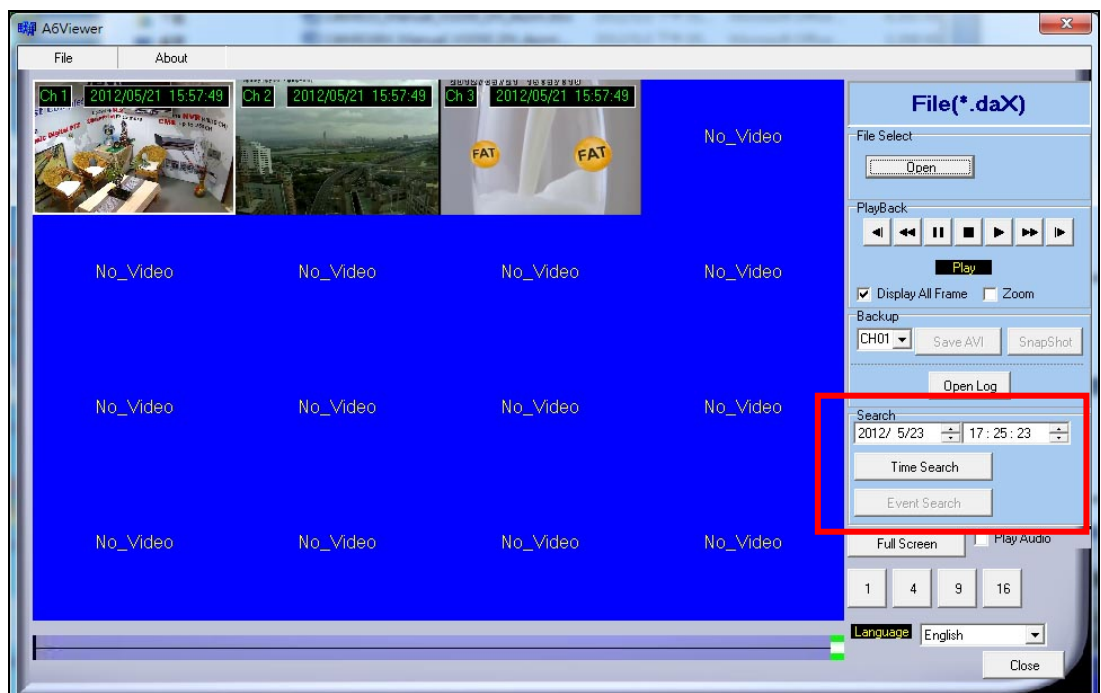 A6Viewer
File About
Ch 1 2012/05/21 15:57:49 Ch 2 2012/05/21 15:57:49 Ch 3 2012/05/21 15:57:49
FAT FAT
No_Video
No_Video No_Video No_Video No_Video
No_Video No_Video No_Video No_Video
No_Video No_Video No_Video No_Video
File(*.daX)
File Select
Open
PlayBack
Play
Display All Frame Zoom
Backup
CH01 Save AVI SnapShot
Open Log
Search
2012/ 5/23 17:25:23
Time Search
Event Search
Full Screen Play Audio
1 4 9 16
Language English
Close